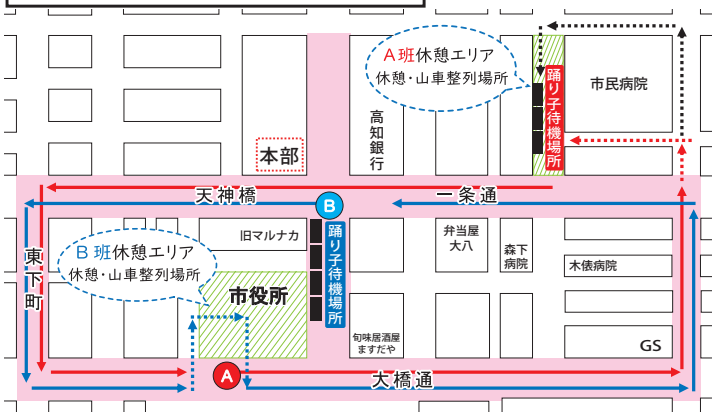 A班休憩エリア
休憩・山車整列場所
踊り子待機場所
市民病院
高知銀行
本部
天神橋
一条通
B
東下町
B班休憩エリア
休憩・山車整列場所
旧マルナカ
踊り子待機場所
弁当屋
大八
森下
病院
木俵病院
市役所
旬味居酒屋
ますだや
GS
A
大橋通